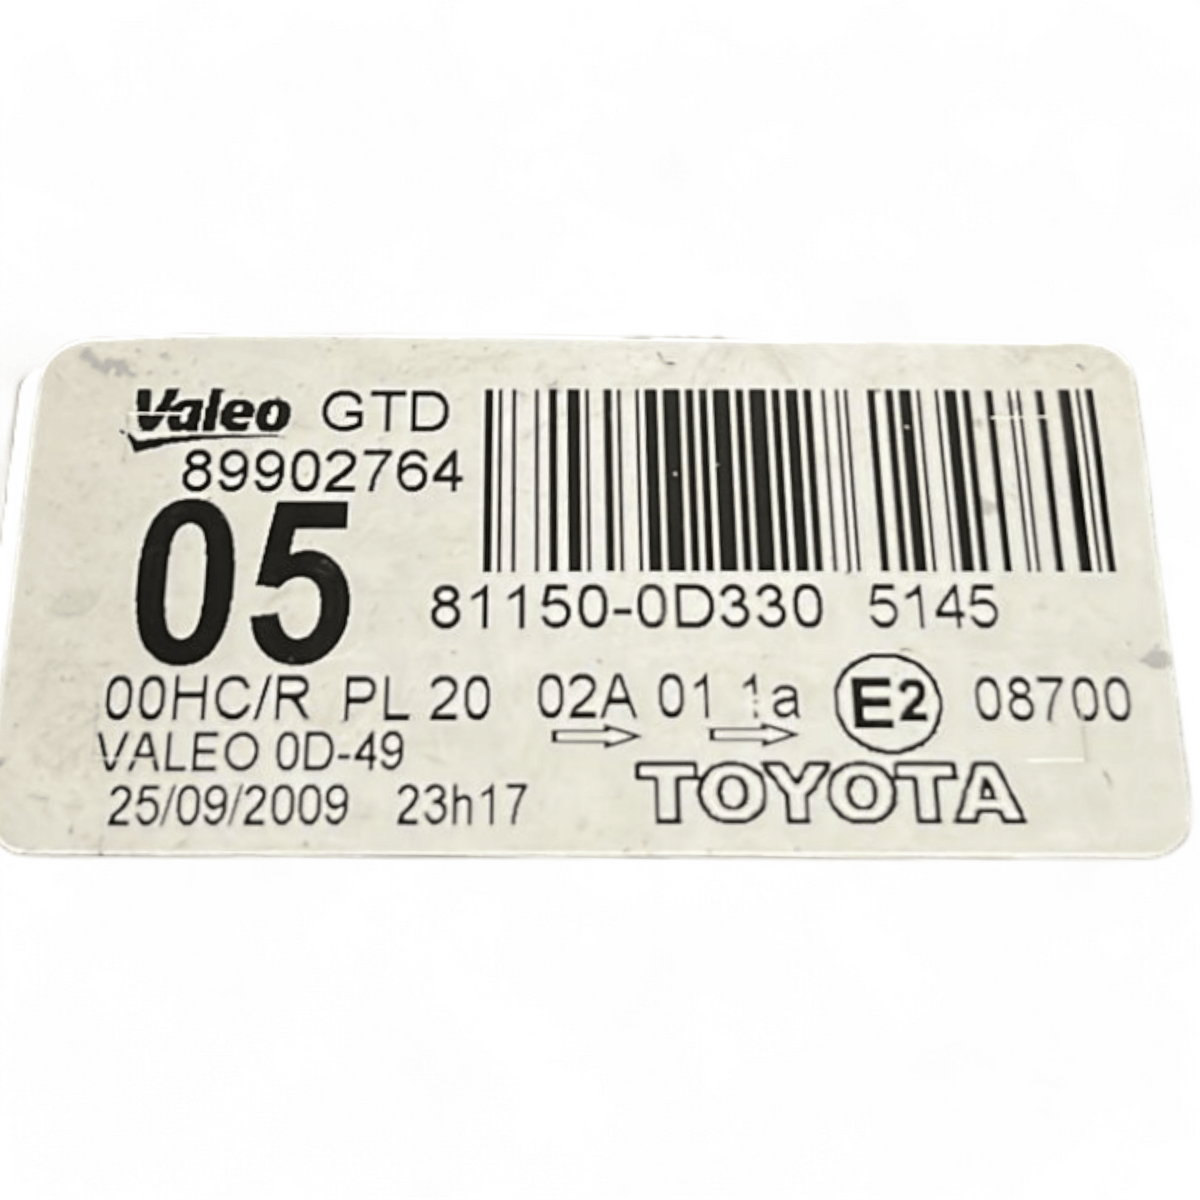 Valeo GTD
89902764
05
81150-0D330 5145
00HC/R PL 20 02A 01 1a E2 08700
VALEO 0D-49
25/09/2009 23h17 TOYOTA